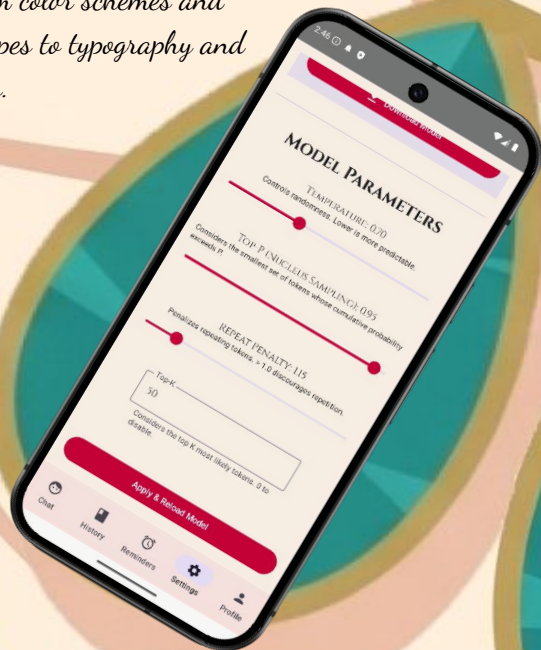 color schemes and
pes to typography and
2:46
Download Model
MODEL PARAMETERS
TEMPERATURE: 0.70
Controls randomness. Lower is more predictable.
TOP-P (NUCLEUS SAMPLING): 0.95
Considers the smallest set of tokens whose cumulative probability
exceeds P.
REPEAT PENALTY: 1.15
Penalizes repeating tokens. > 1.0 discourages repetition.
Top-K
50
Considers the top K most likely tokens. 0 to
disable.
Apply & Reload Model
Chat
History
Reminders
Settings
Profile